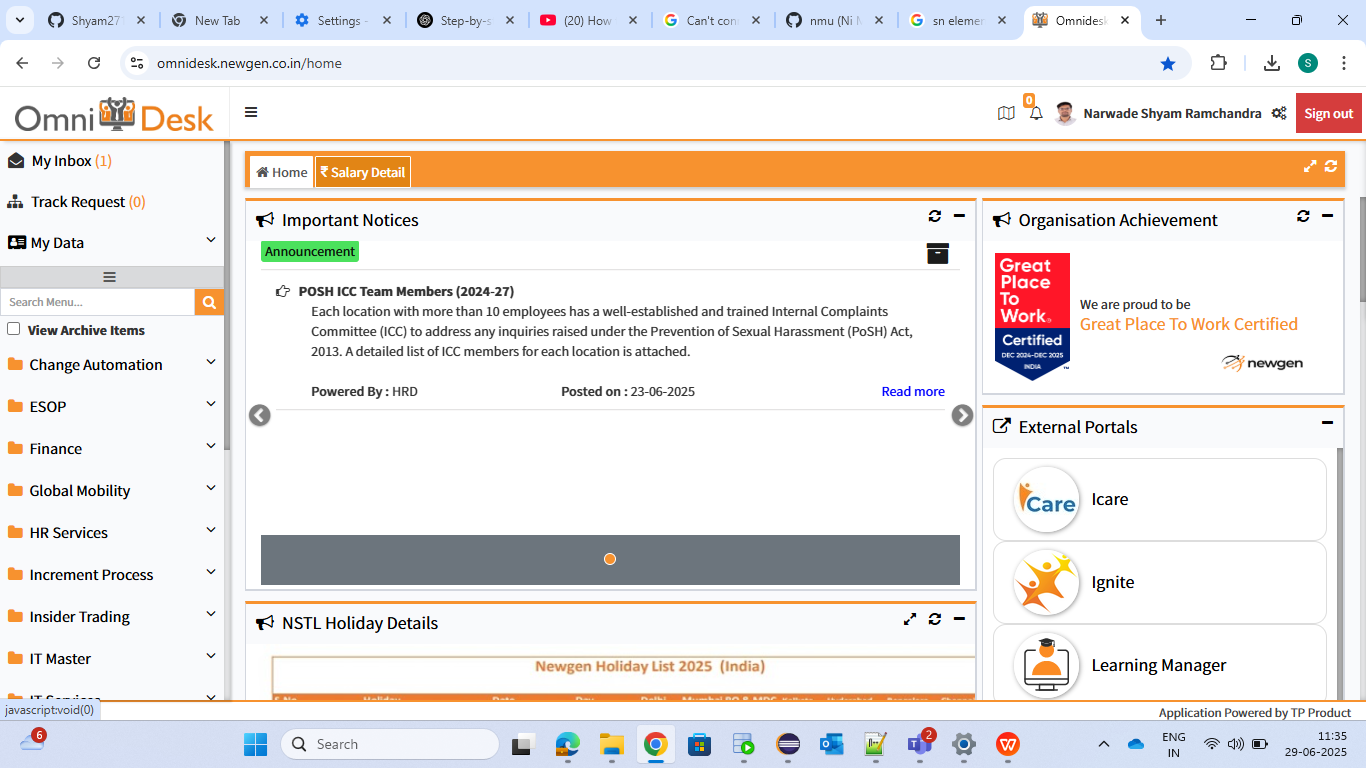 Shyam27
New Tab
Settings -
Step-by-s
(20) How
Can't con
nmu (Ni
sn elemen
Omnidesk
omnidesk.newgen.co.in/home
S
Omni Desk
0
Narwade Shyam Ramchandra
Sign out
My Inbox (1)
Track Request (0)
My Data
Search Menu...
View Archive Items
Change Automation
ESOP
Finance
Global Mobility
HR Services
Increment Process
Insider Trading
IT Master
IT Services
javascript:void(0)
Home
₹ Salary Detail
Important Notices
Announcement
POSH ICC Team Members (2024-27)
Each location with more than 10 employees has a well-established and trained Internal Complaints
Committee (ICC) to address any inquiries raised under the Prevention of Sexual Harassment (PoSH) Act,
2013. A detailed list of ICC members for each location is attached.
Powered By : HRD
Posted on : 23-06-2025
Read more
NSTL Holiday Details
Newgen Holiday List 2025 (India)
Organisation Achievement
Great
Place
To
Work®
Certified
DEC 2024-DEC 2025
INDIA
™
We are proud to be
Great Place To Work Certified
newgen
External Portals
iCare
Icare
Ignite
Learning Manager
Application Powered by TP Product
6
Search
2
ENG
IN
11:35
29-06-2025